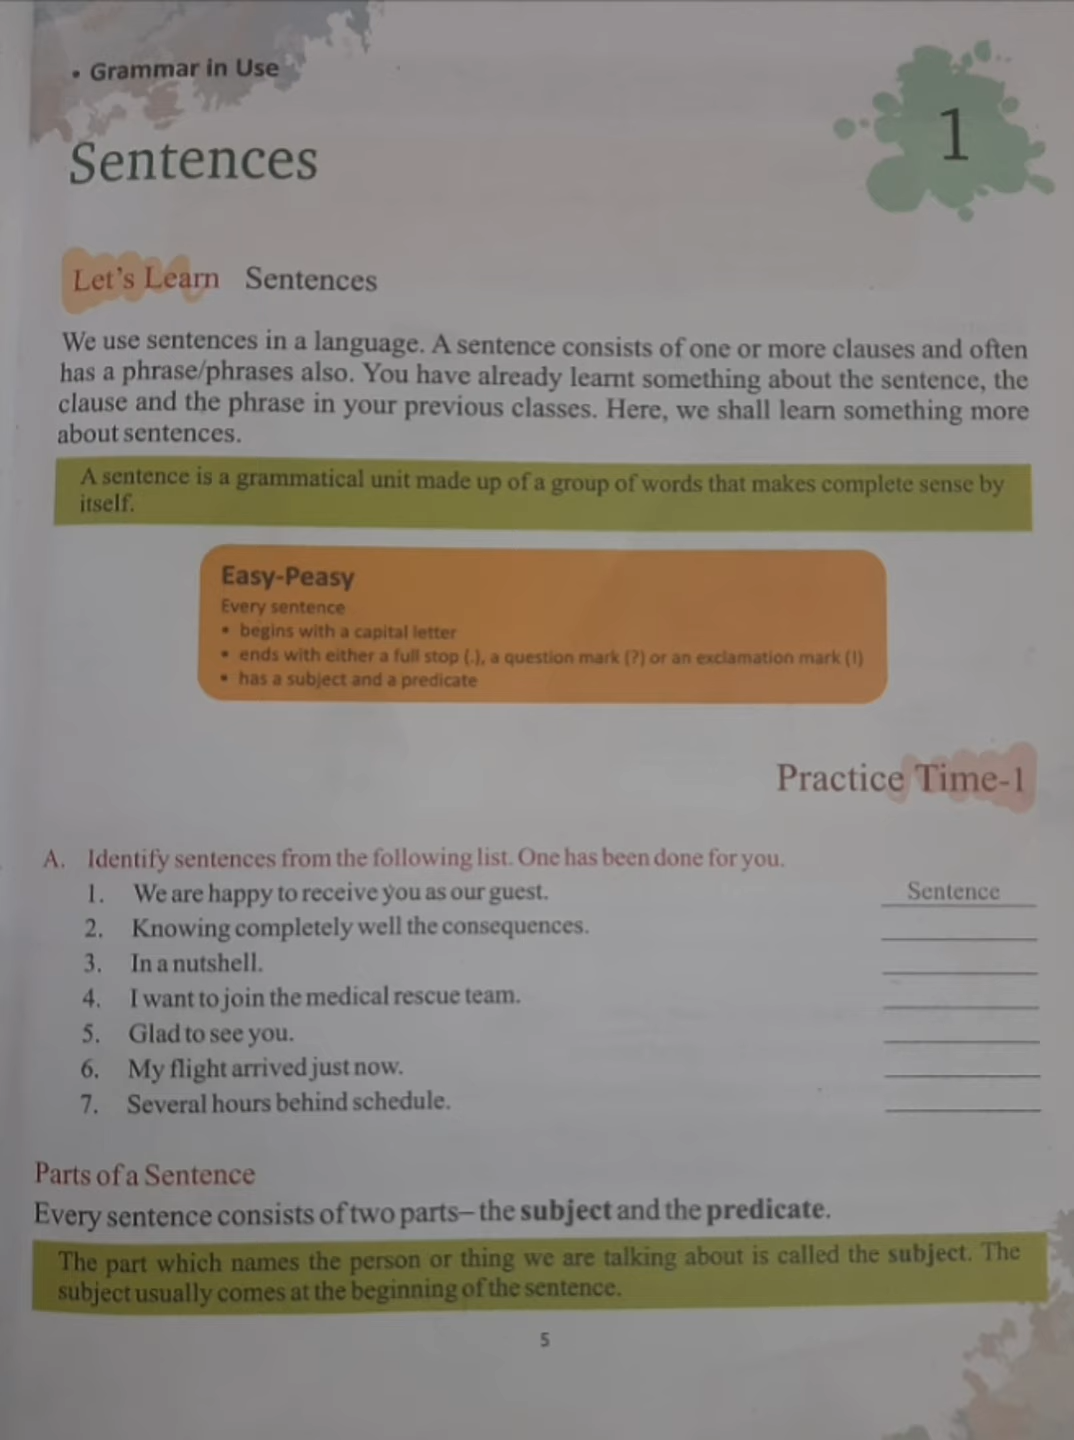 • Grammar in Use
1
Sentences
Let's Learn Sentences
We use sentences in a language. A sentence consists of one or more clauses and often
has a phrase/phrases also. You have already learnt something about the sentence, the
clause and the phrase in your previous classes. Here, we shall learn something more
about sentences.
A sentence is a grammatical unit made up of a group of words that makes complete sense by
itself.
Easy-Peasy
Every sentence
• begins with a capital letter
• ends with either a full stop (.), a question mark (?) or an exclamation mark (!)
• has a subject and a predicate
Practice Time-1
A. Identify sentences from the following list. One has been done for you.
1. We are happy to receive you as our guest. Sentence
2. Knowing completely well the consequences.
3. In a nutshell.
4. I want to join the medical rescue team.
5. Glad to see you.
6. My flight arrived just now.
7. Several hours behind schedule.
Parts of a Sentence
Every sentence consists of two parts– the subject and the predicate.
The part which names the person or thing we are talking about is called the subject. The
subject usually comes at the beginning of the sentence.
5